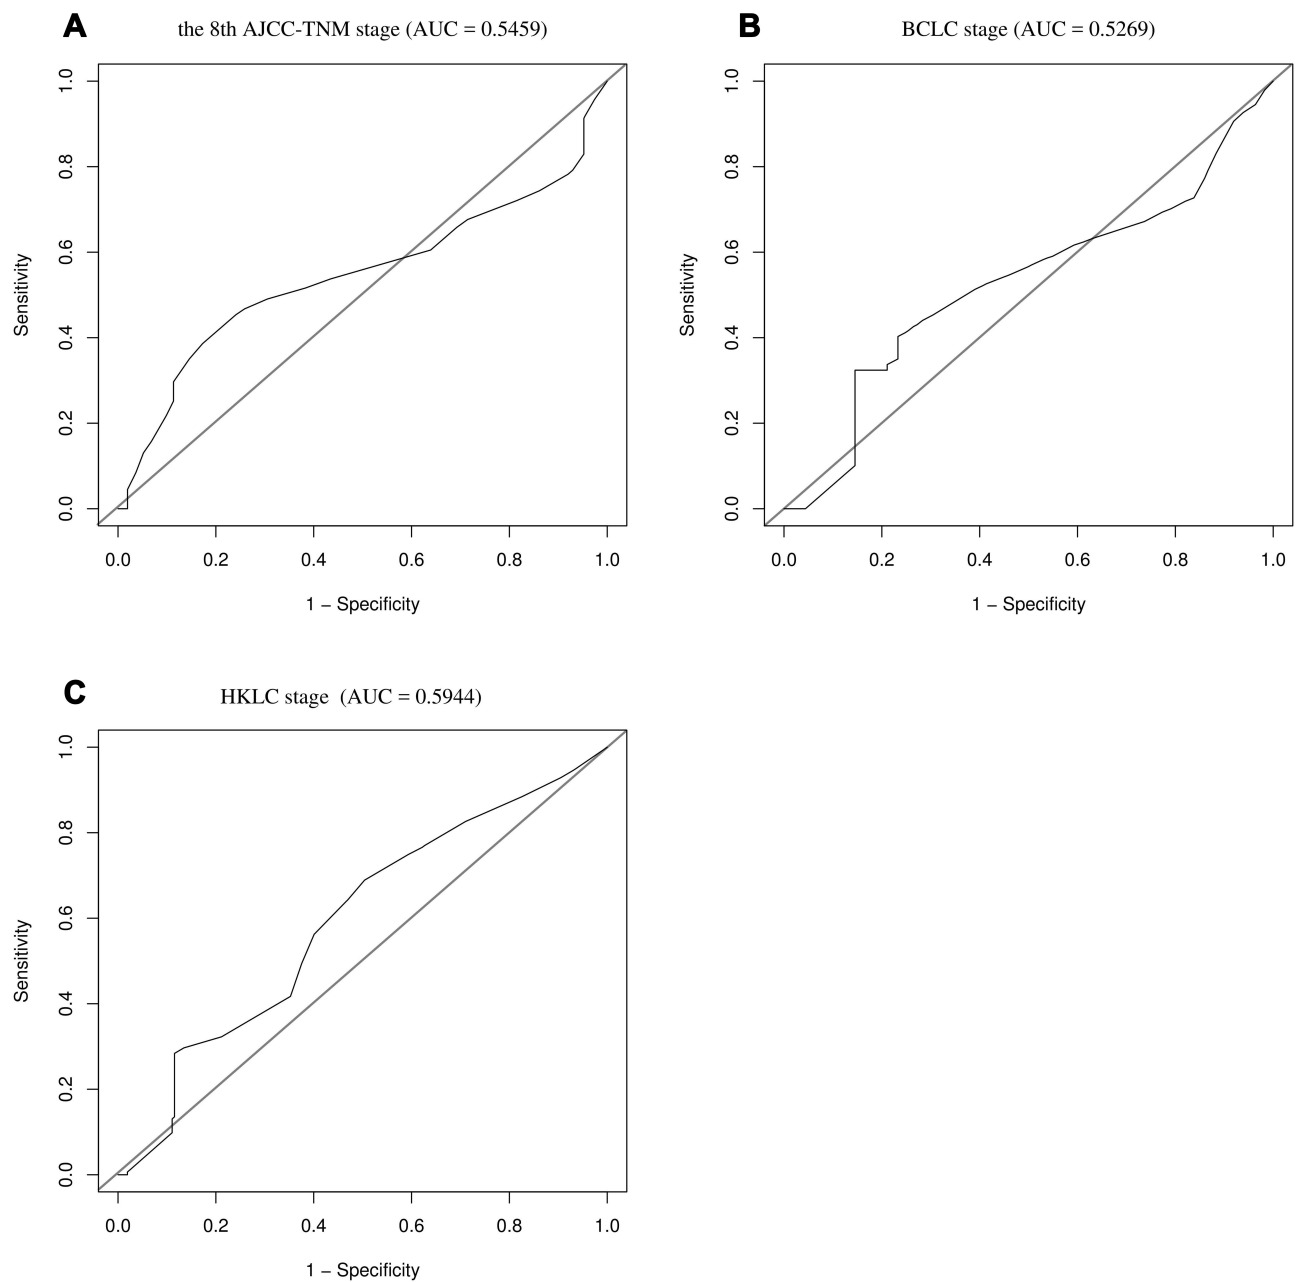 A
the 8th AJCC-TNM stage (AUC = 0.5459)
1.0
0.8
0.6
0.4
0.2
0.0
Sensitivity
0.0 0.2 0.4 0.6 0.8 1.0
1 – Specificity
B
BCLC stage (AUC = 0.5269)
1.0
0.8
0.6
0.4
0.2
0.0
Sensitivity
0.0 0.2 0.4 0.6 0.8 1.0
1 – Specificity
C
HKLC stage (AUC = 0.5944)
1.0
0.8
0.6
0.4
0.2
0.0
Sensitivity
0.0 0.2 0.4 0.6 0.8 1.0
1 – Specificity